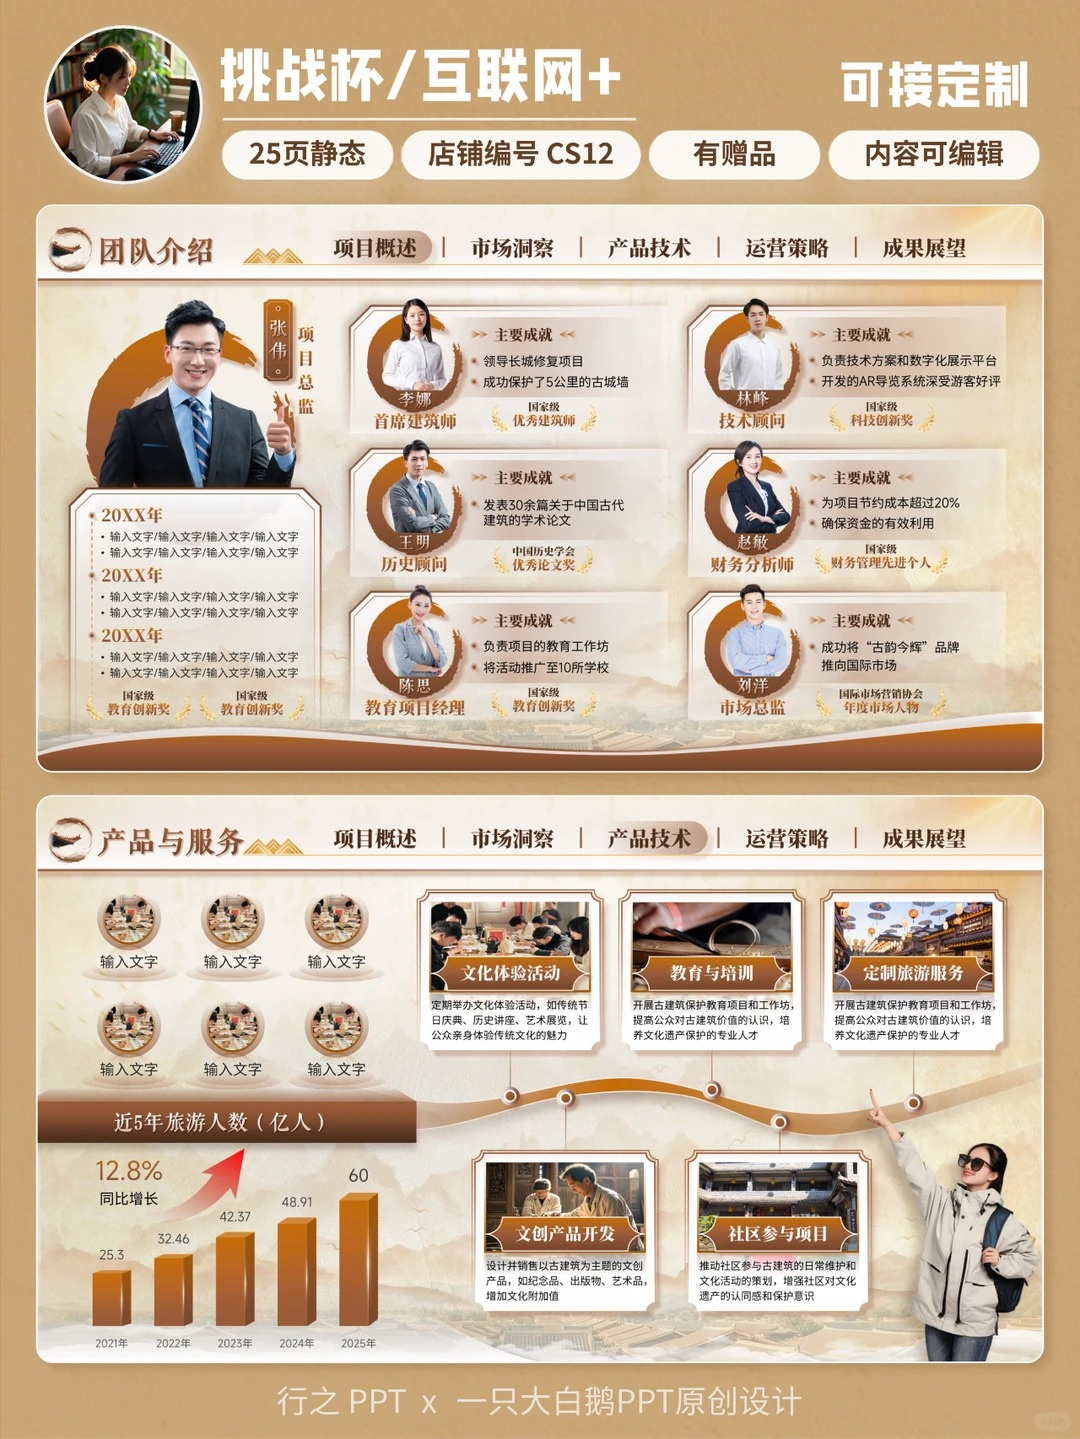 挑战杯/互联网+
可接定制
25页静态
店铺编号 CS12
有赠品
内容可编辑
团队介绍
项目概述
市场洞察
产品技术
运营策略
成果展望
张伟
项目总监
20XX年
• 输入文字/输入文字/输入文字/输入文字
• 输入文字/输入文字/输入文字/输入文字
20XX年
• 输入文字/输入文字/输入文字/输入文字
• 输入文字/输入文字/输入文字/输入文字
20XX年
• 输入文字/输入文字/输入文字/输入文字
• 输入文字/输入文字/输入文字/输入文字
国家级
教育创新奖
国家级
教育创新奖
李娜
首席建筑师
主要成就
领导长城修复项目
成功保护了5公里的古城墙
国家级
优秀建筑师
林峰
技术顾问
主要成就
负责技术方案和数字化展示平台
开发的AR导览系统深受游客好评
国家级
科技创新奖
王明
历史顾问
主要成就
发表30余篇关于中国古代
建筑的学术论文
中国历史学会
优秀论文奖
赵敏
财务分析师
主要成就
为项目节约成本超过20%
确保资金的有效利用
国家级
财务管理先进个人
陈思
教育项目经理
主要成就
负责项目的教育工作坊
将活动推广至10所学校
国家级
教育创新奖
刘洋
市场总监
主要成就
成功将“古韵今辉”品牌
推向国际市场
国际市场营销协会
年度市场人物
产品与服务
项目概述
市场洞察
产品技术
运营策略
成果展望
输入文字
输入文字
输入文字
输入文字
输入文字
输入文字
近5年旅游人数（亿人）
12.8%
同比增长
25.3
32.46
42.37
48.91
60
2021年
2022年
2023年
2024年
2025年
文化体验活动
定期举办文化体验活动，如传统节
日庆典、历史讲座、艺术展览，让
公众亲身体验传统文化的魅力
教育与培训
开展古建筑保护教育项目和工作坊，
提高公众对古建筑价值的认识，培
养文化遗产保护的专业人才
定制旅游服务
开展古建筑保护教育项目和工作坊，
提高公众对古建筑价值的认识，培
养文化遗产保护的专业人才
文创产品开发
设计并销售以古建筑为主题的文创
产品，如纪念品、出版物、艺术品，
增加文化附加值
社区参与项目
推动社区参与古建筑的日常维护和
文化活动的策划，增强社区对文化
遗产的认同感和保护意识
行之 PPT x 一只大白鹅PPT原创设计